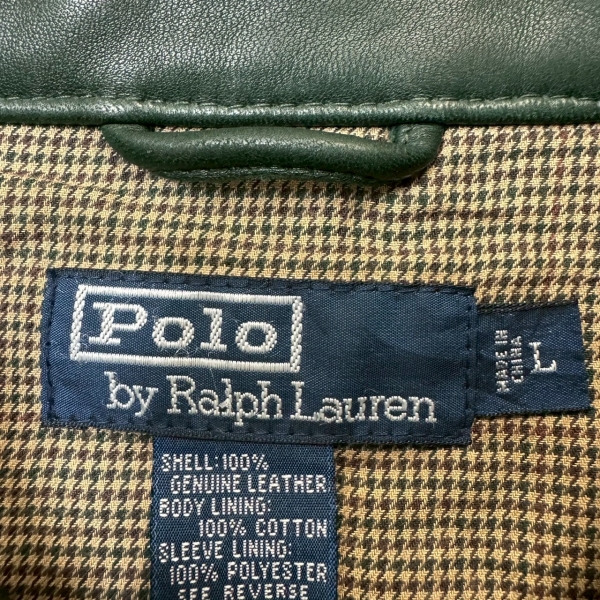 Polo
by Ralph Lauren
MADE IN
CHINA
L
SHELL: 100%
GENUINE LEATHER
BODY LINING:
100% COTTON
SLEEVE LINING:
100% POLYESTER
SEE REVERSE